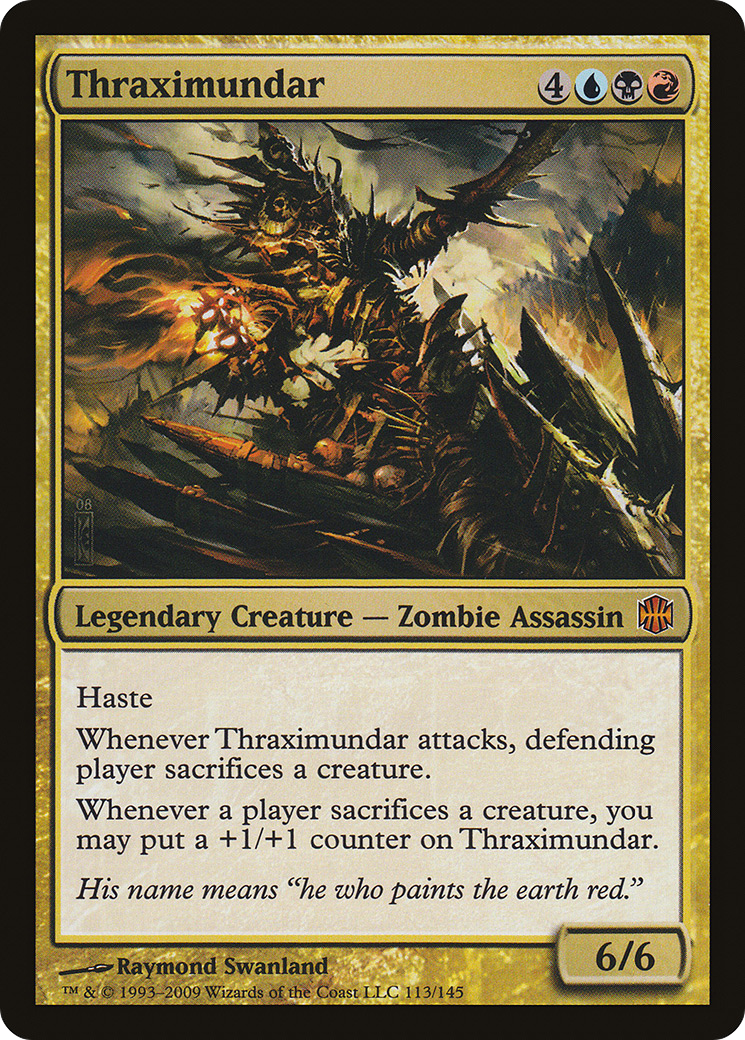 Thraximundar 4
08
Legendary Creature — Zombie Assassin
Haste
Whenever Thraximundar attacks, defending
player sacrifices a creature.
Whenever a player sacrifices a creature, you
may put a +1/+1 counter on Thraximundar.
His name means “he who paints the earth red.”
6/6
Raymond Swanland
™ & © 1993–2009 Wizards of the Coast LLC 113/145